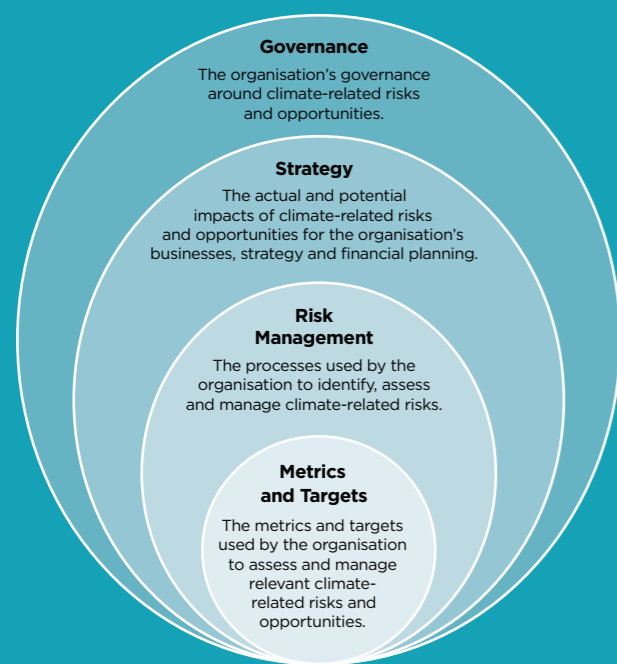 Governance
The organisation’s governance
around climate-related risks
and opportunities.
Strategy
The actual and potential
impacts of climate-related risks
and opportunities for the organisation’s
businesses, strategy and financial planning.
Risk
Management
The processes used by the
organisation to identify, assess
and manage climate-related risks.
Metrics
and Targets
The metrics and targets
used by the organisation
to assess and manage
relevant climate-
related risks and
opportunities.